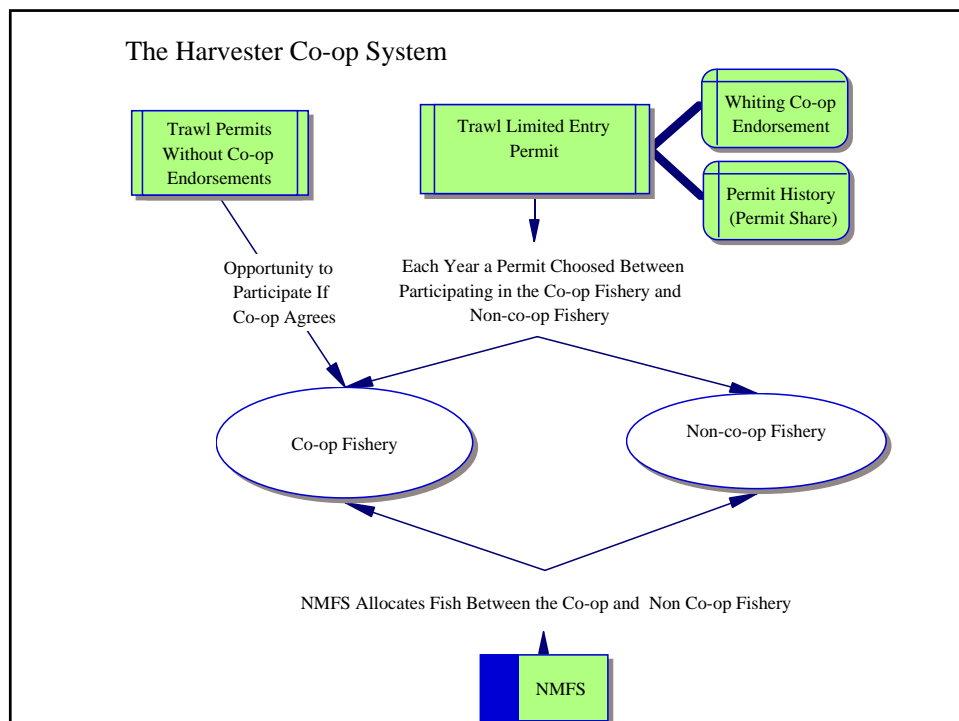 The Harvester Co-op System
Trawl Permits
Without Co-op
Endorsements
Trawl Limited Entry
Permit
Whiting Co-op
Endorsement
Permit History
(Permit Share)
Opportunity to
Participate If
Co-op Agrees
Each Year a Permit Choosed Between
Participating in the Co-op Fishery and
Non-co-op Fishery
Co-op Fishery
Non-co-op Fishery
NMFS Allocates Fish Between the Co-op and Non Co-op Fishery
NMFS